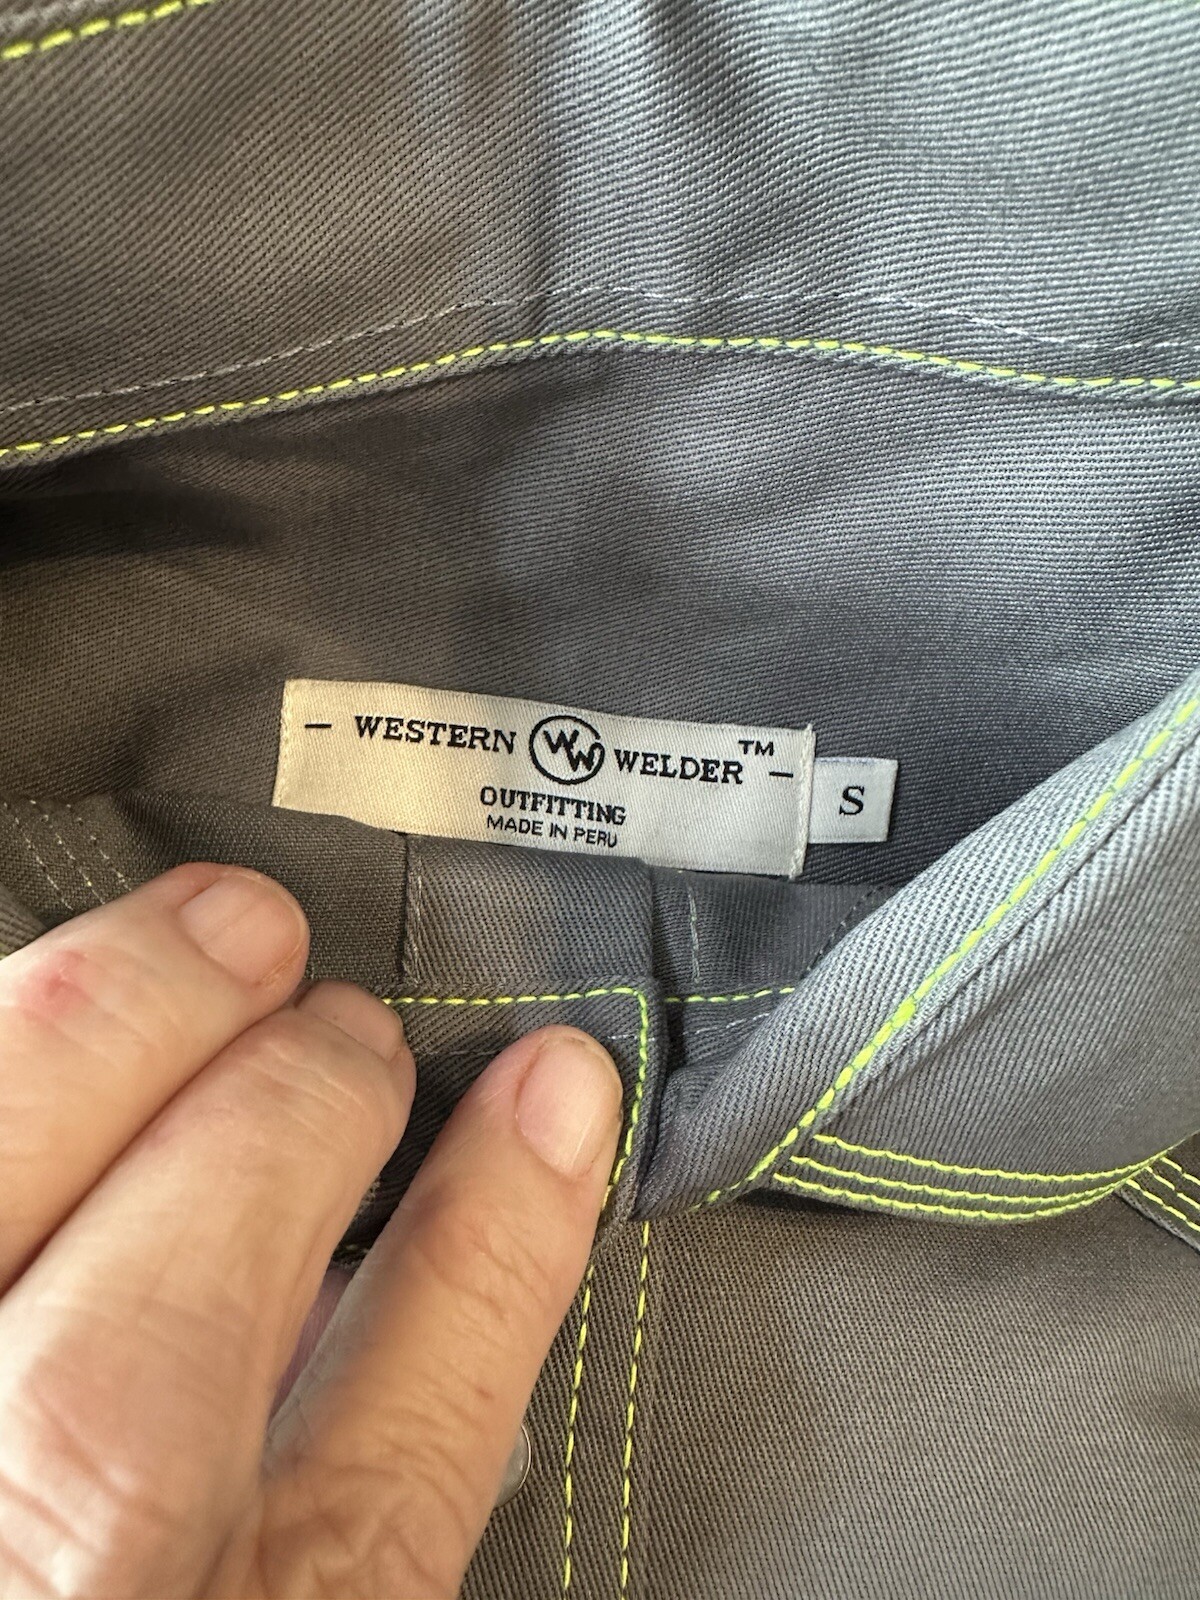 - WESTERN WW WELDER™ -
OUTFITTING
MADE IN PERU
S